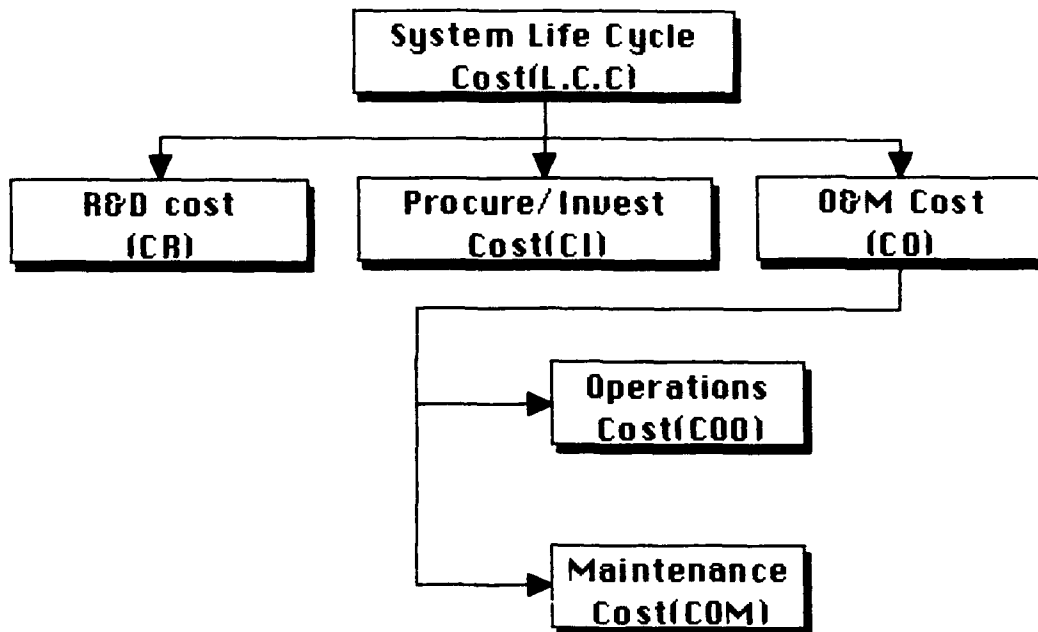 System Life Cycle
Cost(L.C.C)
R&D cost
(CR)
Procure/Invest
Cost(CI)
O&M Cost
(CO)
Operations
Cost(COO)
Maintenance
Cost(COM)